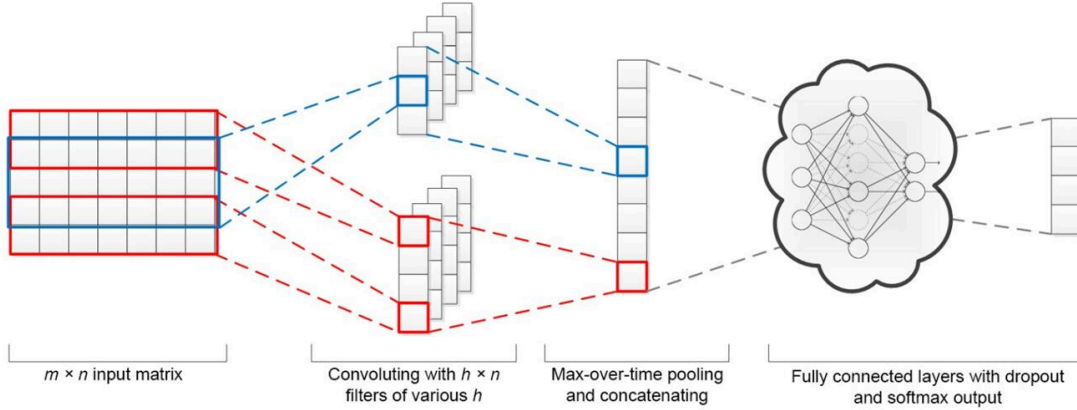 m × n input matrix
Convoluting with h × n
filters of various h
Max-over-time pooling
and concatenating
Fully connected layers with dropout
and softmax output